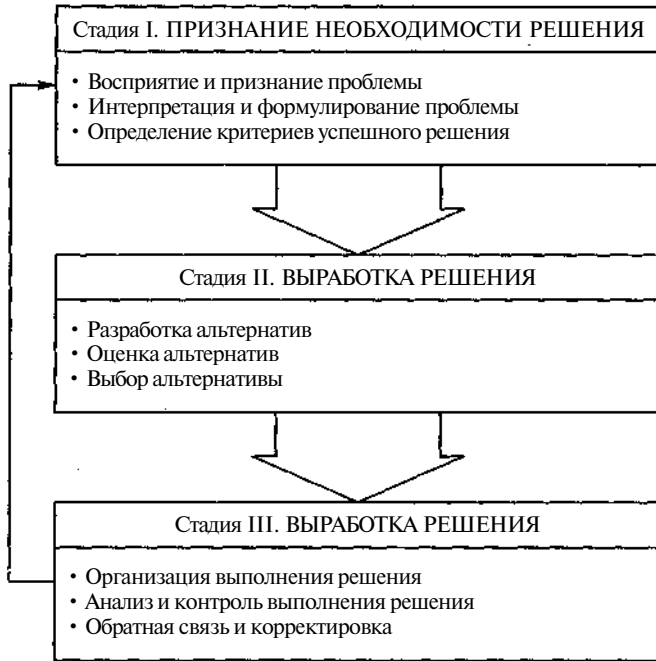 Стадия I. ПРИЗНАНИЕ НЕОБХОДИМОСТИ РЕШЕНИЯ
• Восприятие и признание проблемы
• Интерпретация и формулирование проблемы
• Определение критериев успешного решения
Стадия II. ВЫРАБОТКА РЕШЕНИЯ
• Разработка альтернатив
• Оценка альтернатив
• Выбор альтернативы
Стадия III. ВЫРАБОТКА РЕШЕНИЯ
• Организация выполнения решения
• Анализ и контроль выполнения решения
• Обратная связь и корректировка